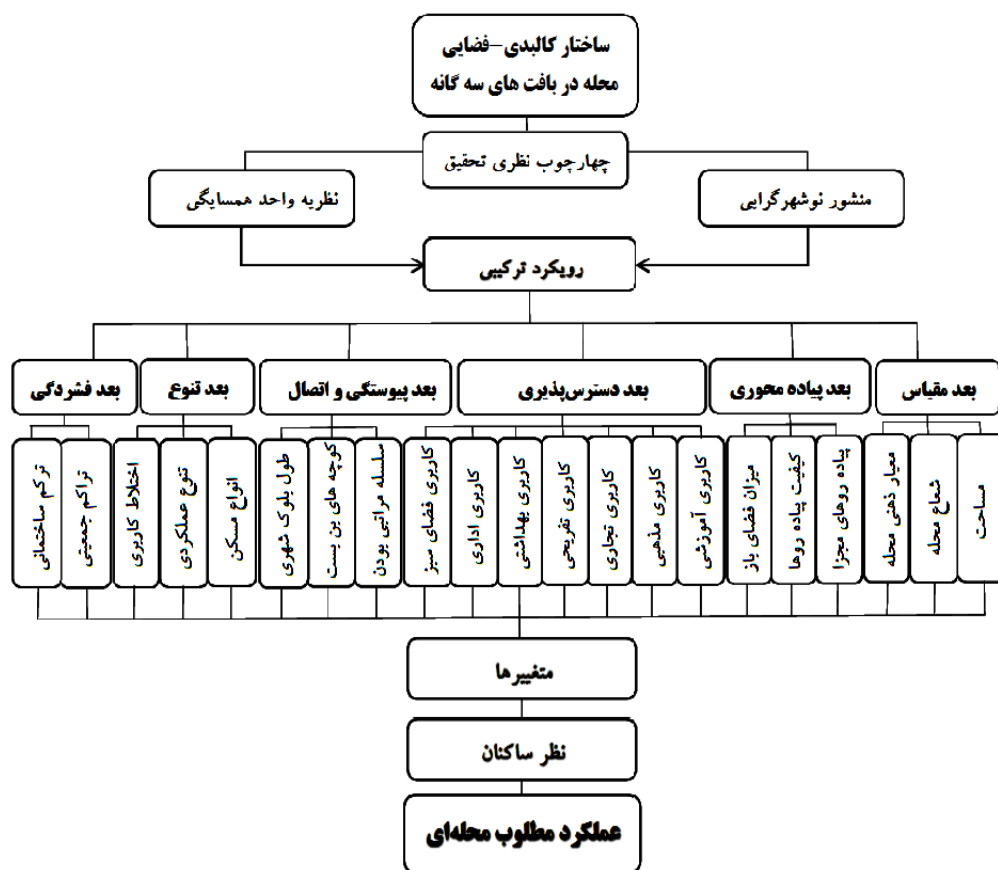 ساختار کالبدی-فضایی
محله در بافت های سه گانه
چهارچوب نظری تحقیق
منشور نوشهرگرایی
نظریه واحد همسایگی
رویکرد ترکیبی
بعد مقیاس
بعد پیاده محوری
بعد دسترس‌پذیری
بعد پیوستگی و اتصال
بعد تنوع
بعد فشردگی
مساحت
شعاع محله
معیار ذهنی محله
پیاده روهای مجزا
کیفیت پیاده روها
میزان فضای باز
کاربری آموزشی
کاربری مذهبی
کاربری تجاری
کاربری تفریحی
کاربری بهداشتی
کاربری اداری
کاربری فضای سبز
سلسله مراتبی بودن
کوچه های بن بست
طول بلوک شهری
انواع مسکن
تنوع عملکردی
اختلاط کاربری
تراکم جمعیتی
ترکم ساختمانی
متغییرها
نظر ساکنان
عملکرد مطلوب محله‌ای